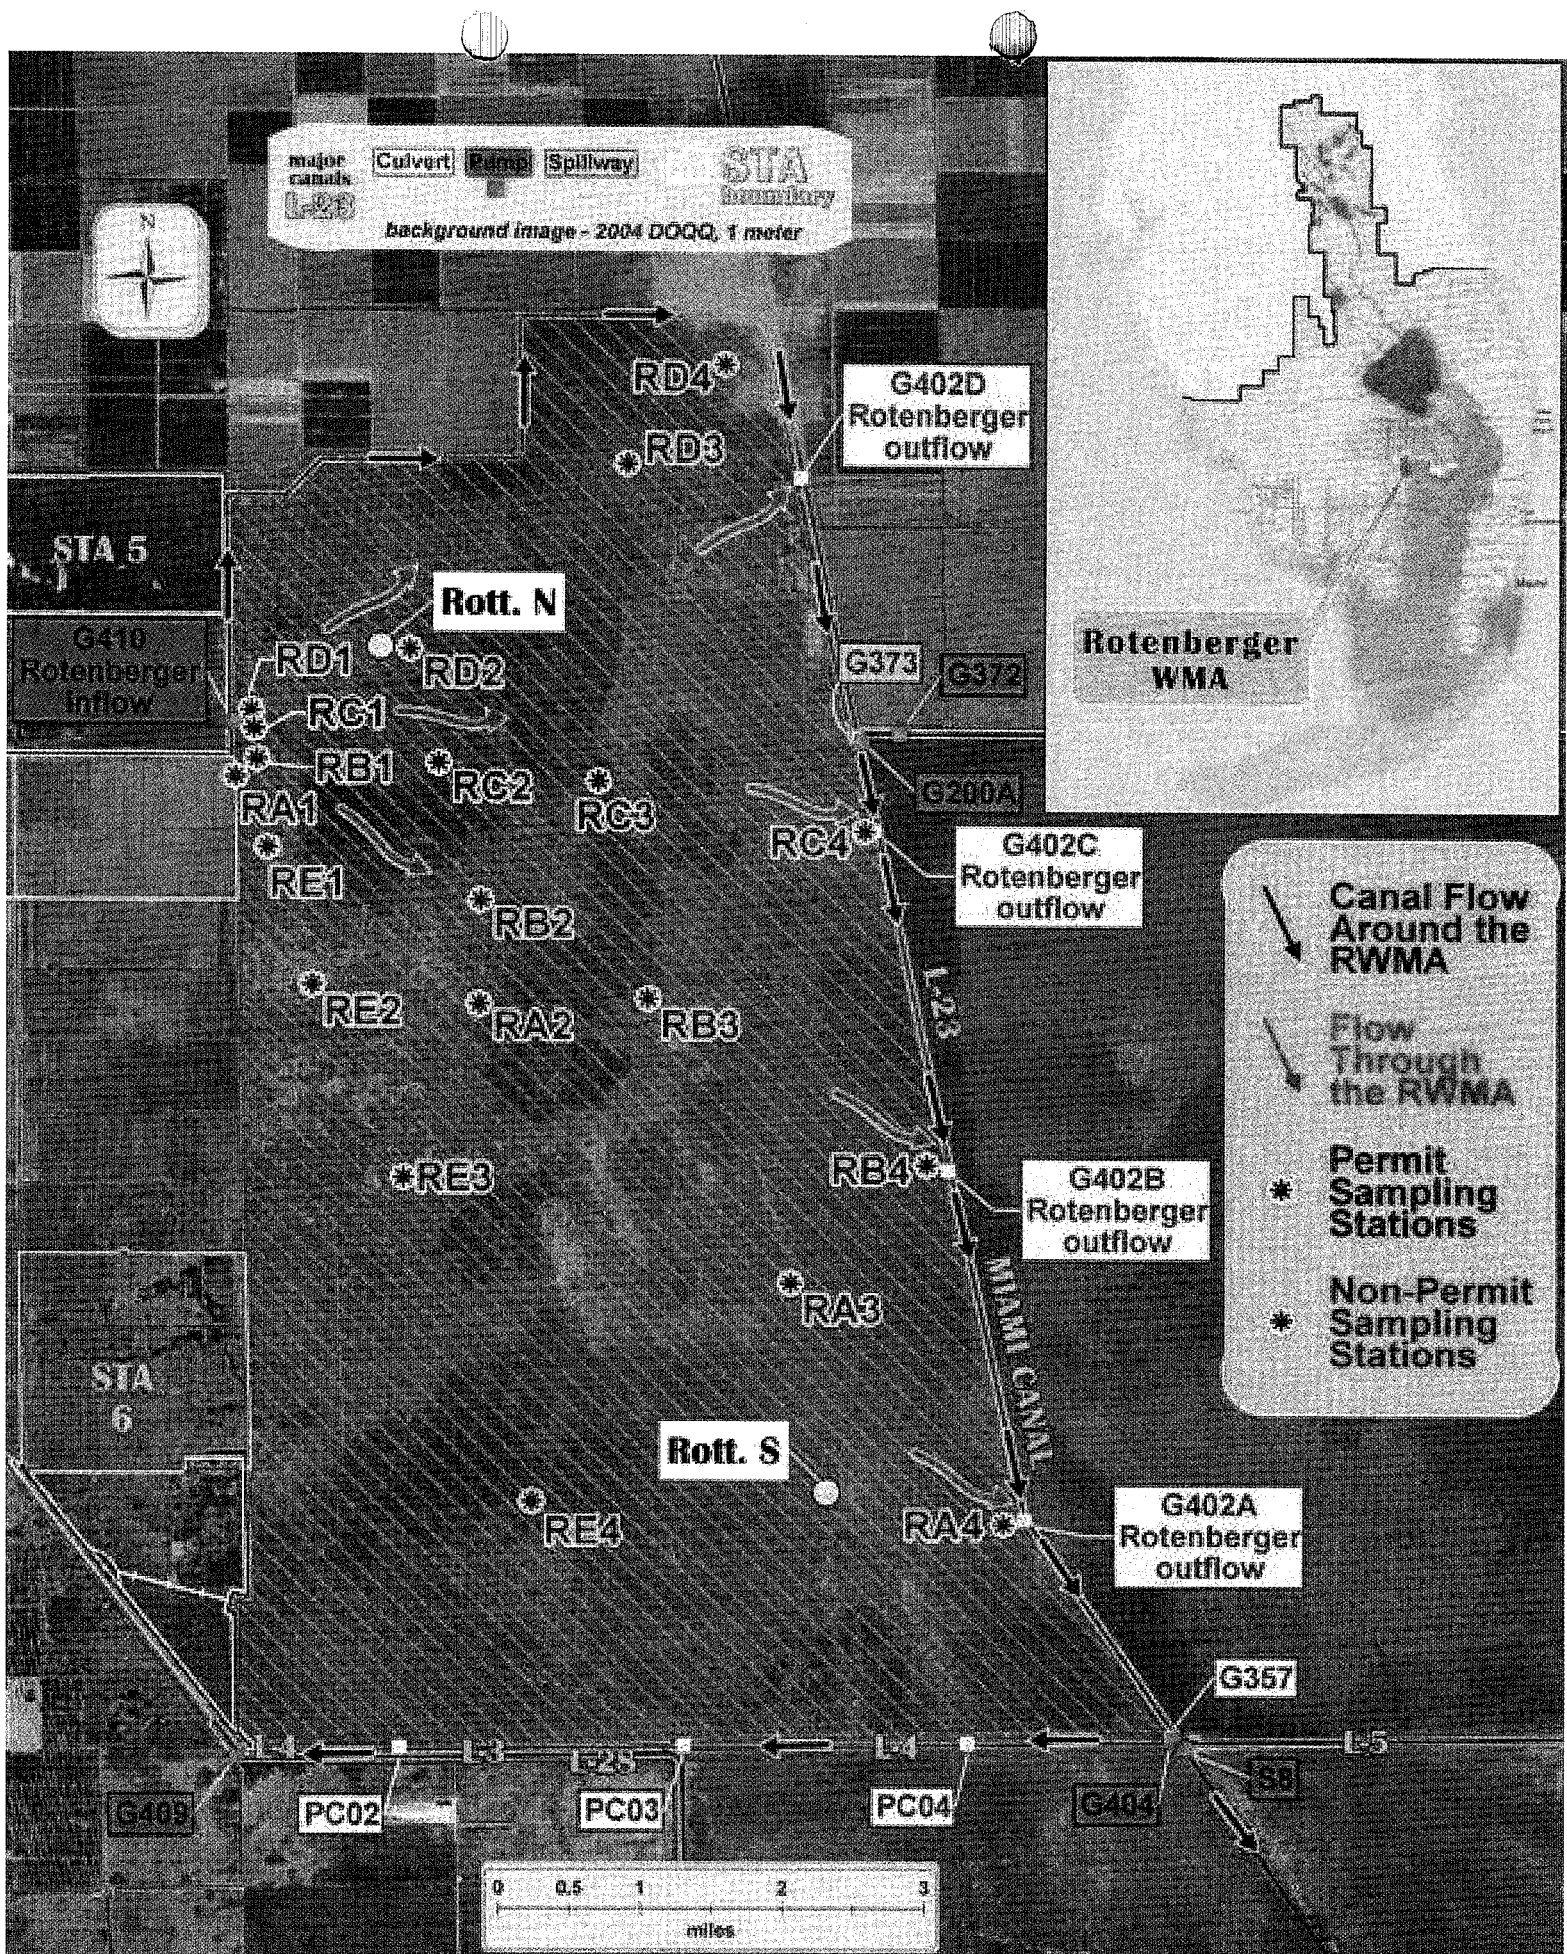 major
canals
L-23
Culvert
Pump
Spillway
STA
boundary
background image - 2004 DOQQ, 1 meter
N
RD4
G402D
Rotenberger
outflow
RD3
STA 5
Rott. N
G410
Rotenberger
Inflow
RD1
RD2
G373
G372
RC1
RB1
RC2
RC3
G200A
RA1
RC4
G402C
Rotenberger
outflow
RE1
RB2
L-23
RE2
RA2
RB3
RE3
RB4
G402B
Rotenberger
outflow
RA3
MIAMI CANAL
STA
6
Rott. S
RE4
RA4
G402A
Rotenberger
outflow
G357
L-4
L-3
L-28
L-4
L-5
S8
G409
PC02
PC03
PC04
G404
0 0.5 1 2 3
miles
Rotenberger
WMA
Canal Flow
Around the
RWMA
Flow
Through
the RWMA
Permit
Sampling
Stations
Non-Permit
Sampling
Stations